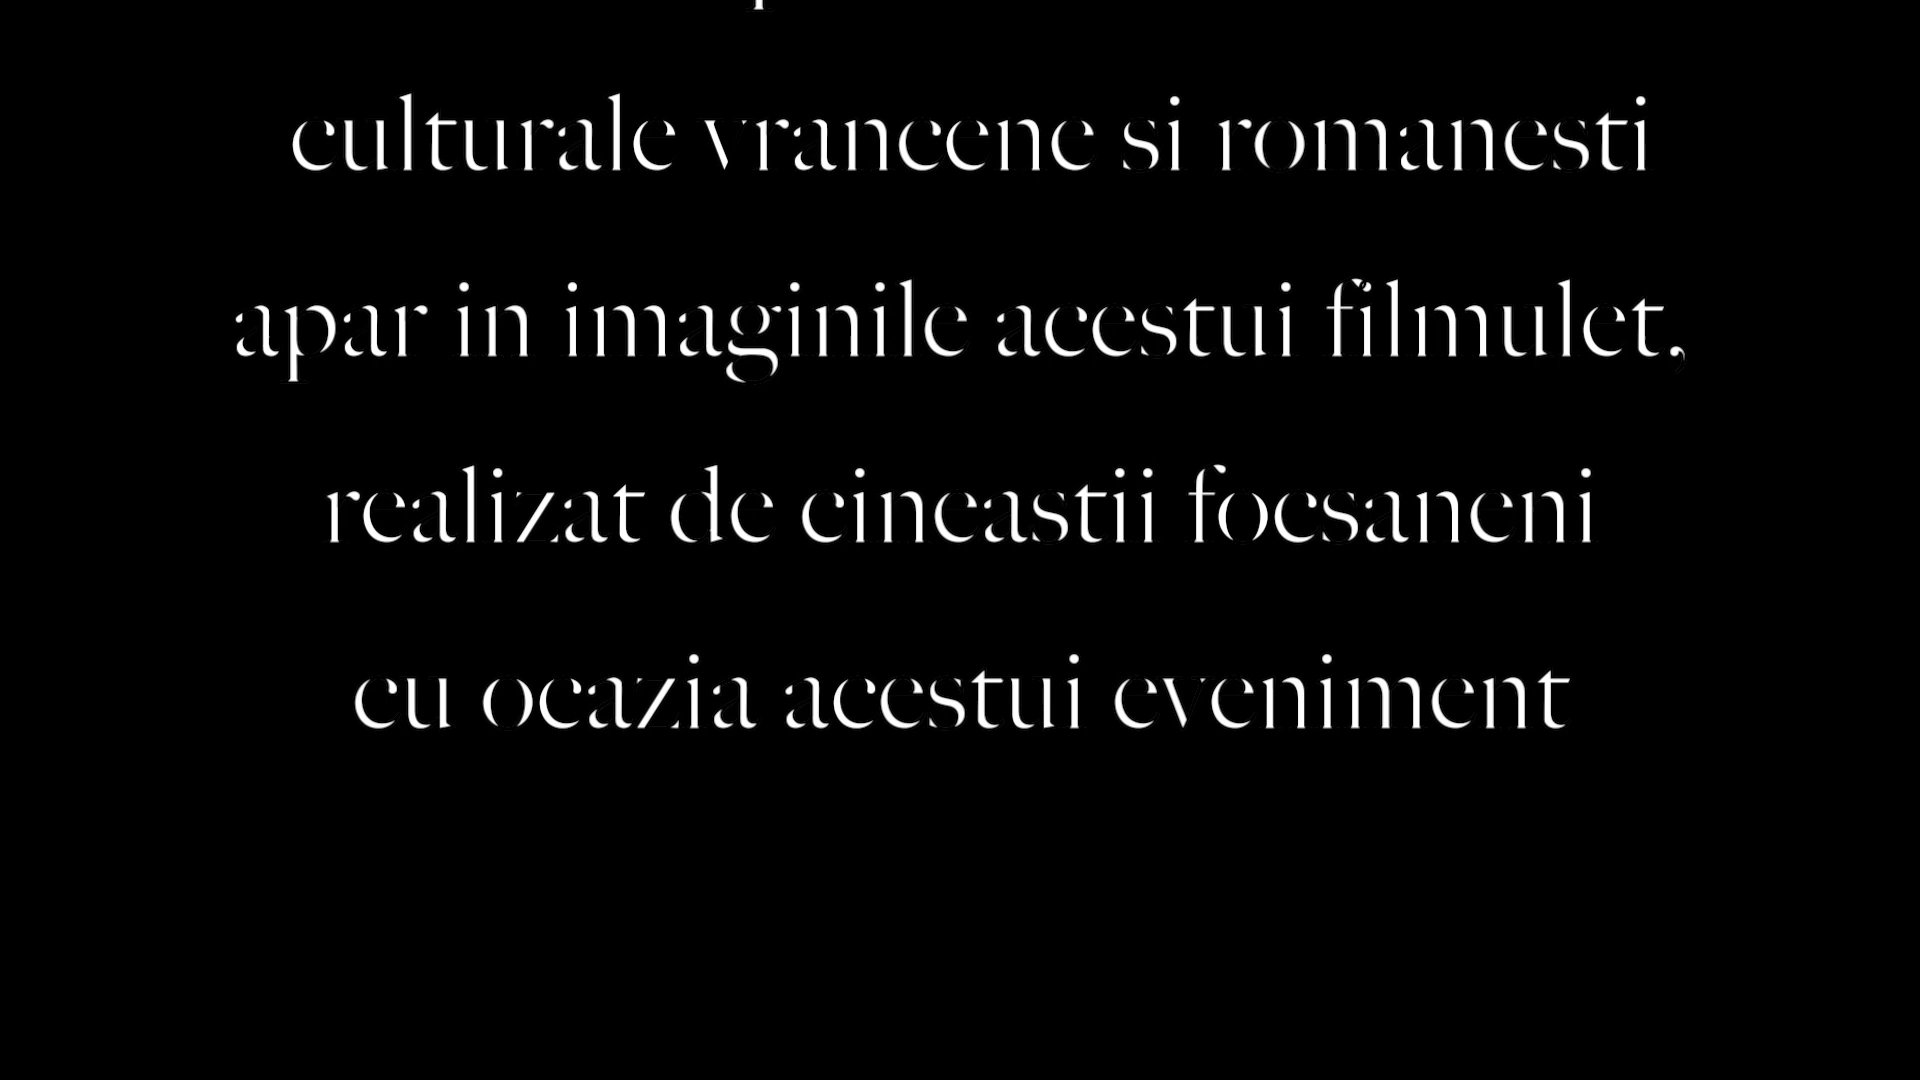 culturale vrancene si romanesti
apar in imaginile acestui filmulet,
realizat de cineastii focsaneni
cu ocazia acestui eveniment